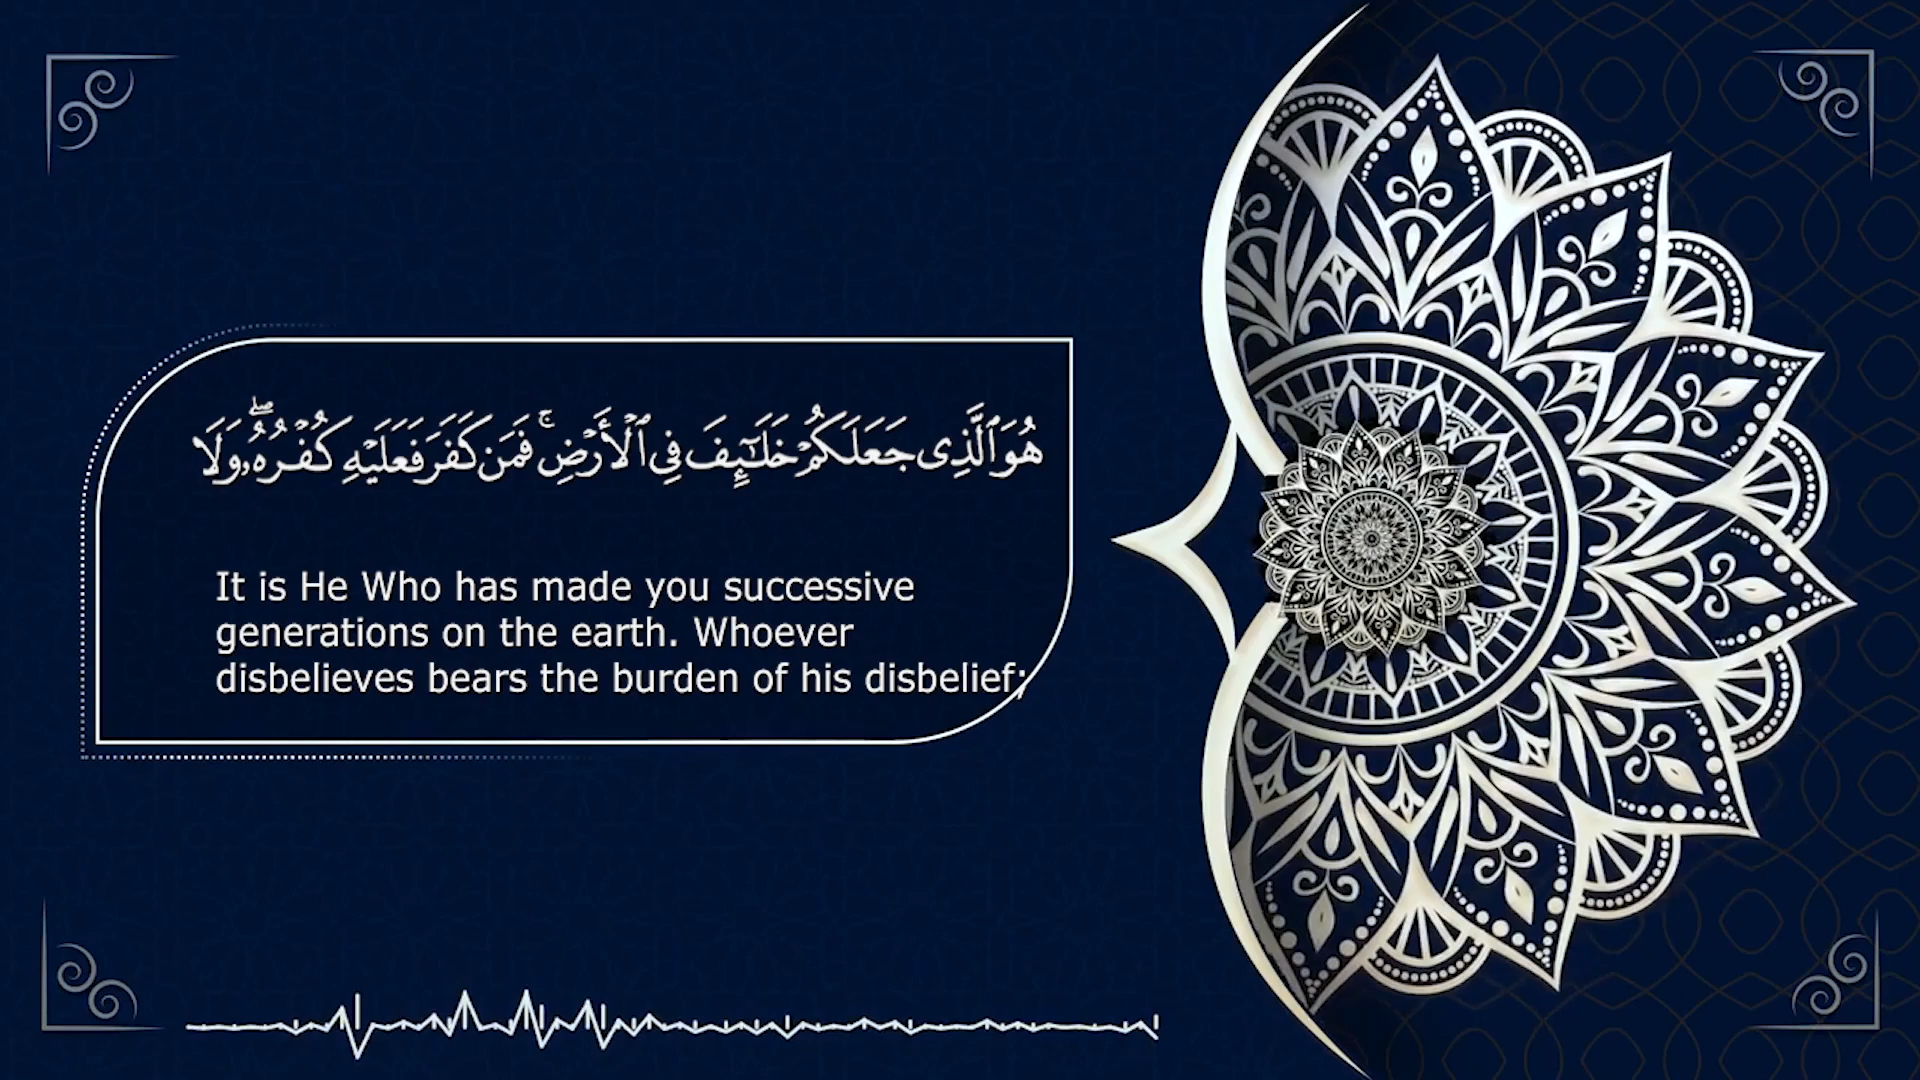 هُوَ ٱلَّذِى جَعَلَكُمْ خَلَـٰٓئِفَ فِى ٱلْأَرْضِ ۚ فَمَن كَفَرَ فَعَلَيْهِ كُفْرُهُۥ ۖ وَلَا
It is He Who has made you successive
generations on the earth. Whoever
disbelieves bears the burden of his disbelief;